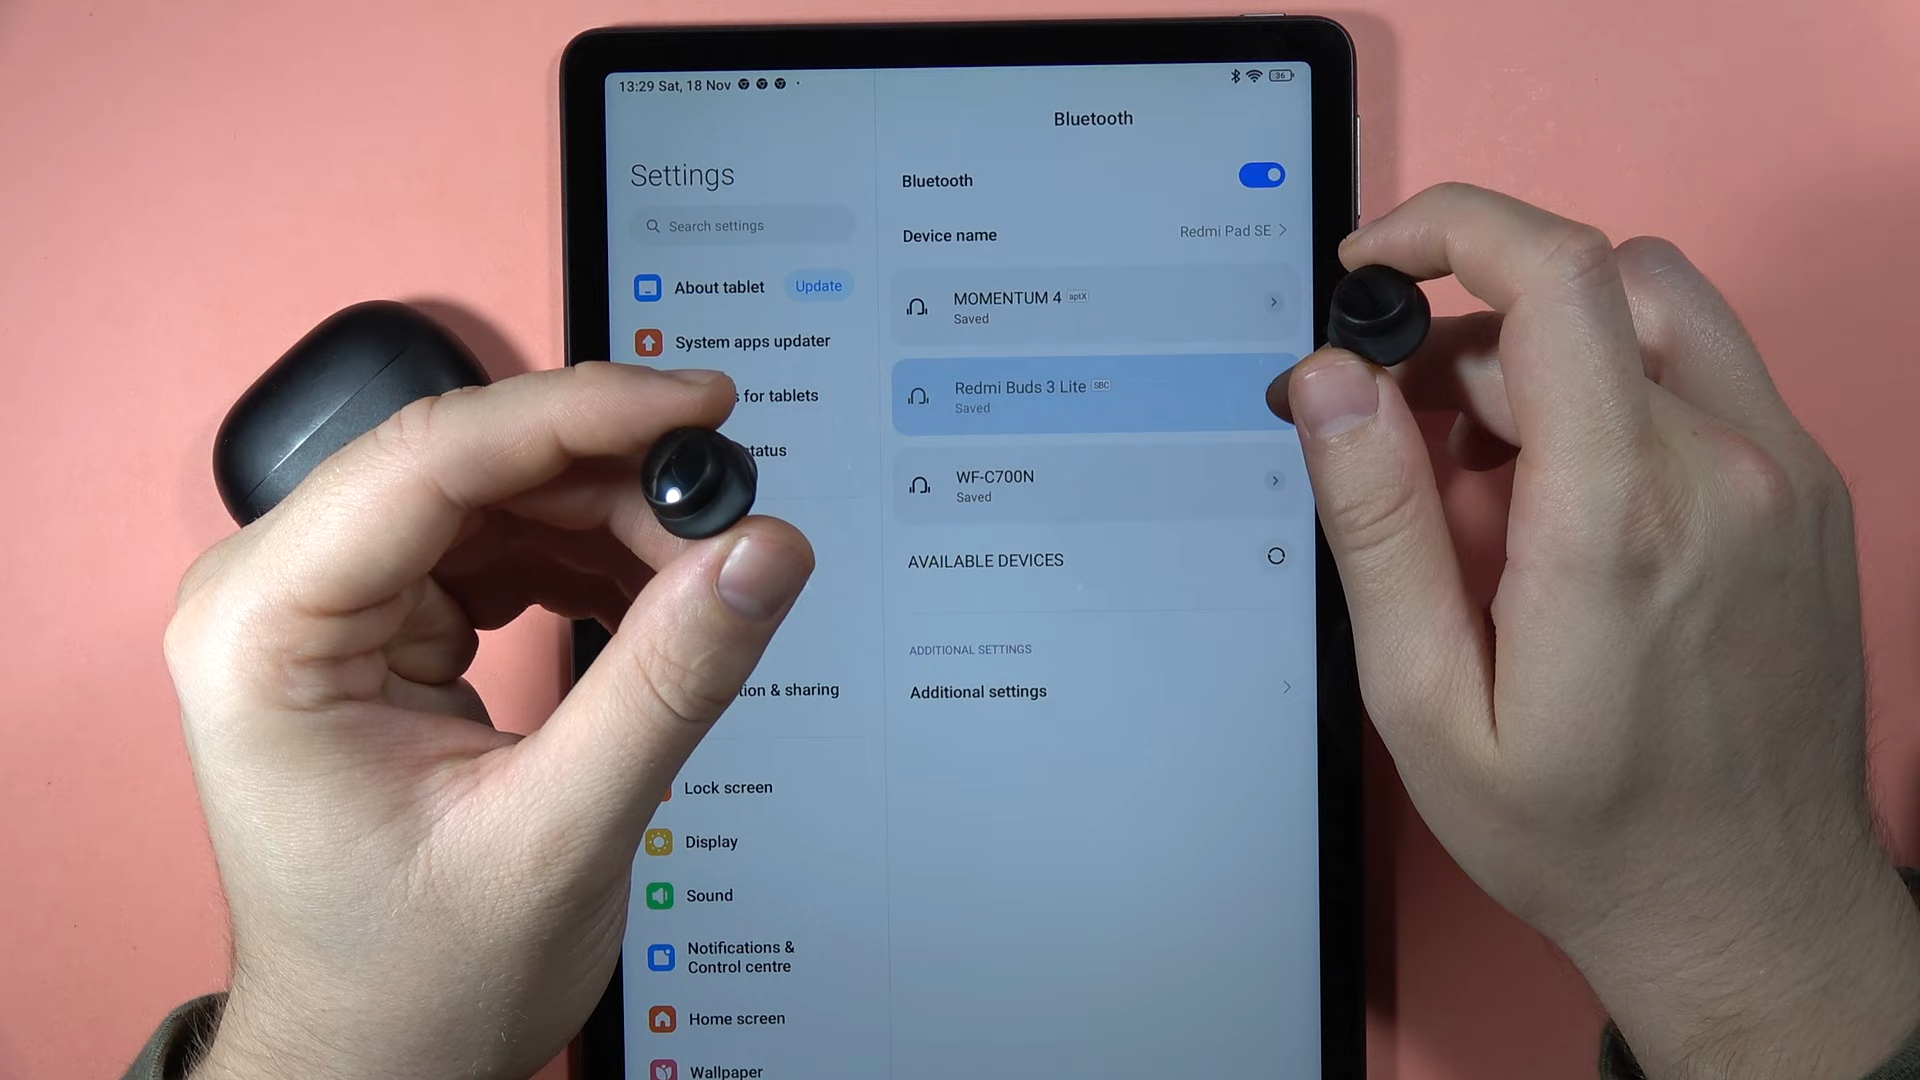 13:29 Sat, 18 Nov
36
Settings
Search settings
About tablet
Update
System apps updater
for tablets
status
tion & sharing
Lock screen
Display
Sound
Notifications &
Control centre
Home screen
Wallpaper
Bluetooth
Bluetooth
Device name
Redmi Pad SE
MOMENTUM 4 aptX
Saved
Redmi Buds 3 Lite SBC
Saved
WF-C700N
Saved
AVAILABLE DEVICES
ADDITIONAL SETTINGS
Additional settings